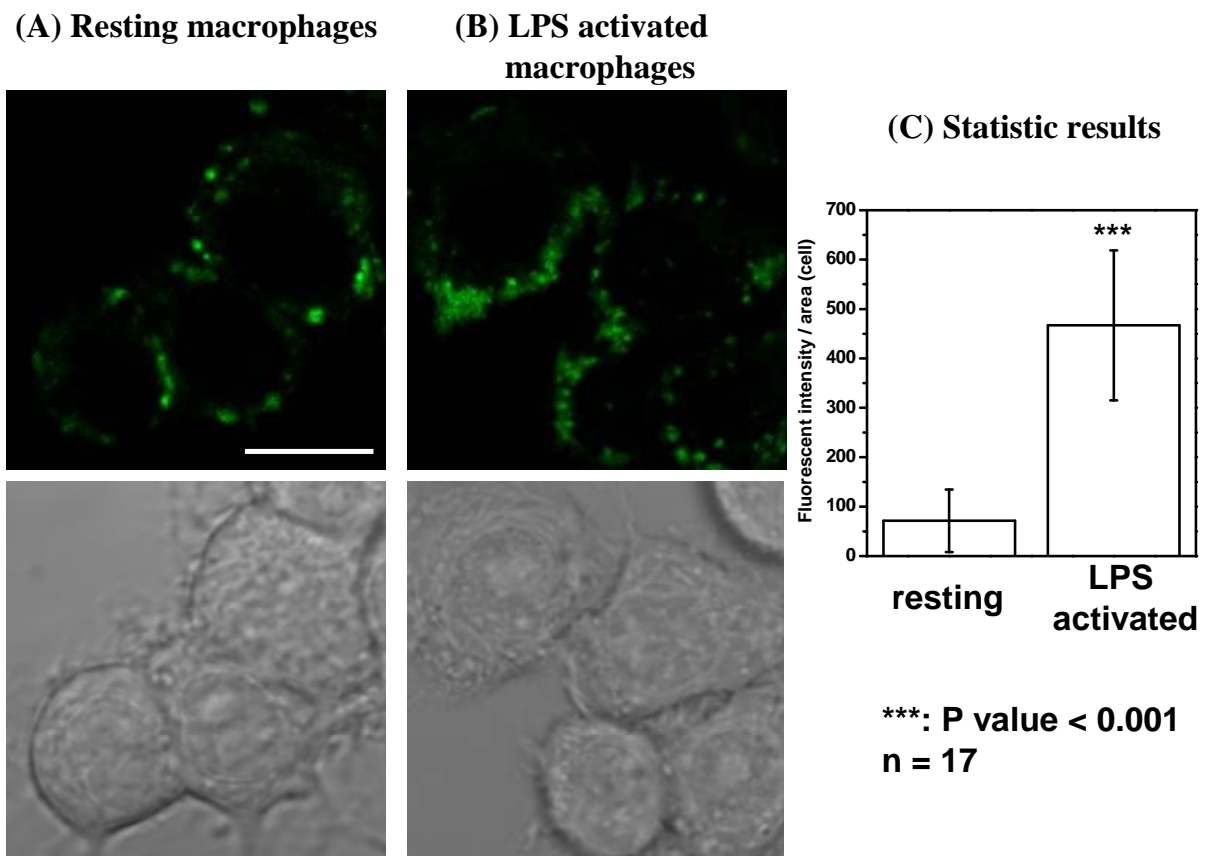 (A) Resting macrophages
(B) LPS activated
macrophages
(C) Statistic results
Fluorescent intensity / area (cell)
700
600
500
400
300
200
100
0
***
resting
LPS
activated
***: P value < 0.001
n = 17